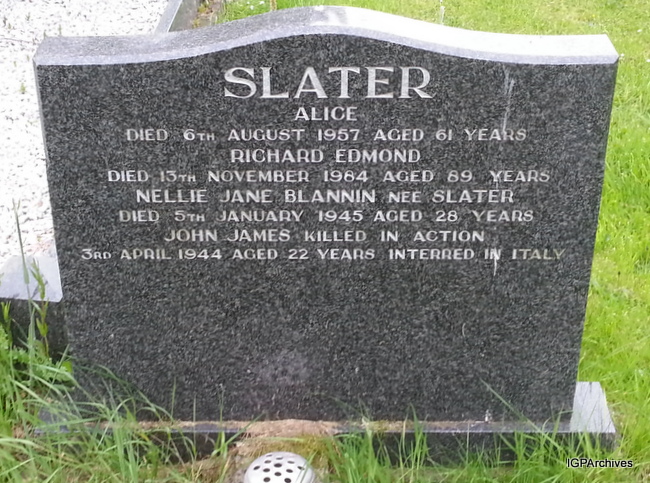 SLATER
ALICE
DIED 6TH AUGUST 1957 AGED 61 YEARS
RICHARD EDMOND
DIED 13TH NOVEMBER 1984 AGED 89 YEARS
NELLIE JANE BLANNIN NEE SLATER
DIED 5TH JANUARY 1945 AGED 28 YEARS
JOHN JAMES KILLED IN ACTION
3RD APRIL 1944 AGED 22 YEARS INTERRED IN ITALY
IGPArchives